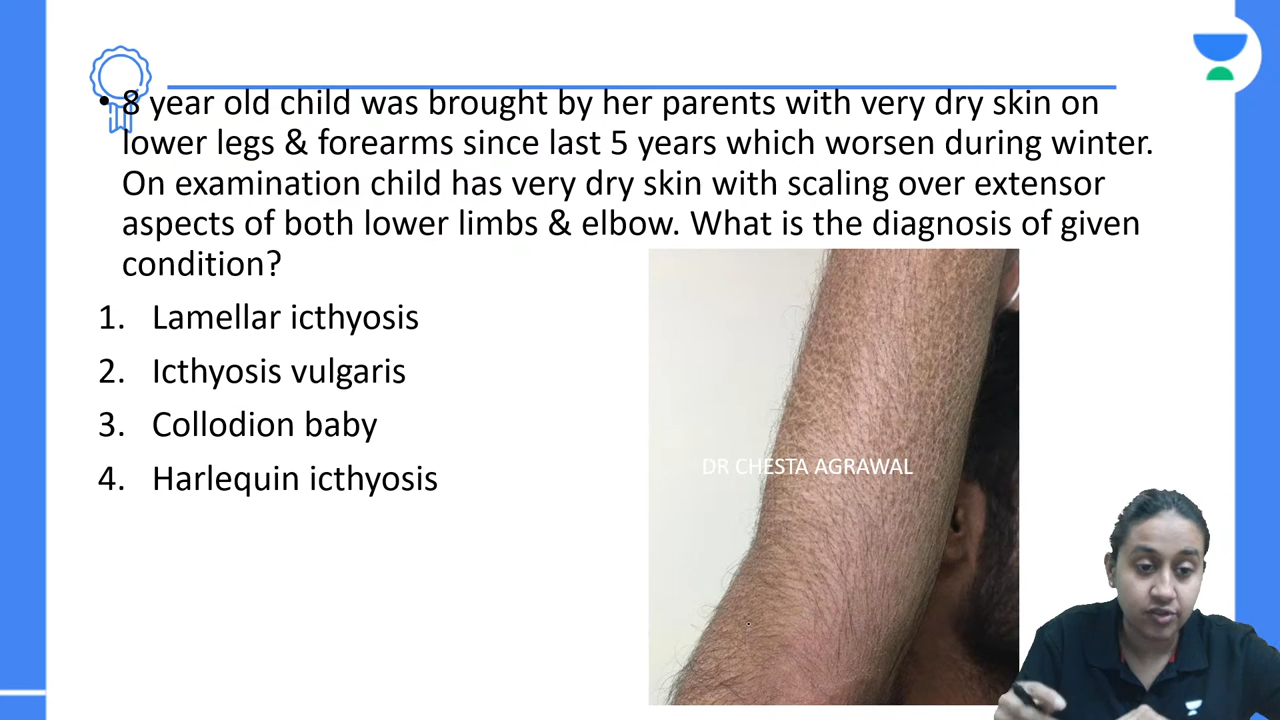 • 8 year old child was brought by her parents with very dry skin on
lower legs & forearms since last 5 years which worsen during winter.
On examination child has very dry skin with scaling over extensor
aspects of both lower limbs & elbow. What is the diagnosis of given
condition?
1. Lamellar icthyosis
2. Icthyosis vulgaris
3. Collodion baby
4. Harlequin icthyosis
DR CHESTA AGRAWAL